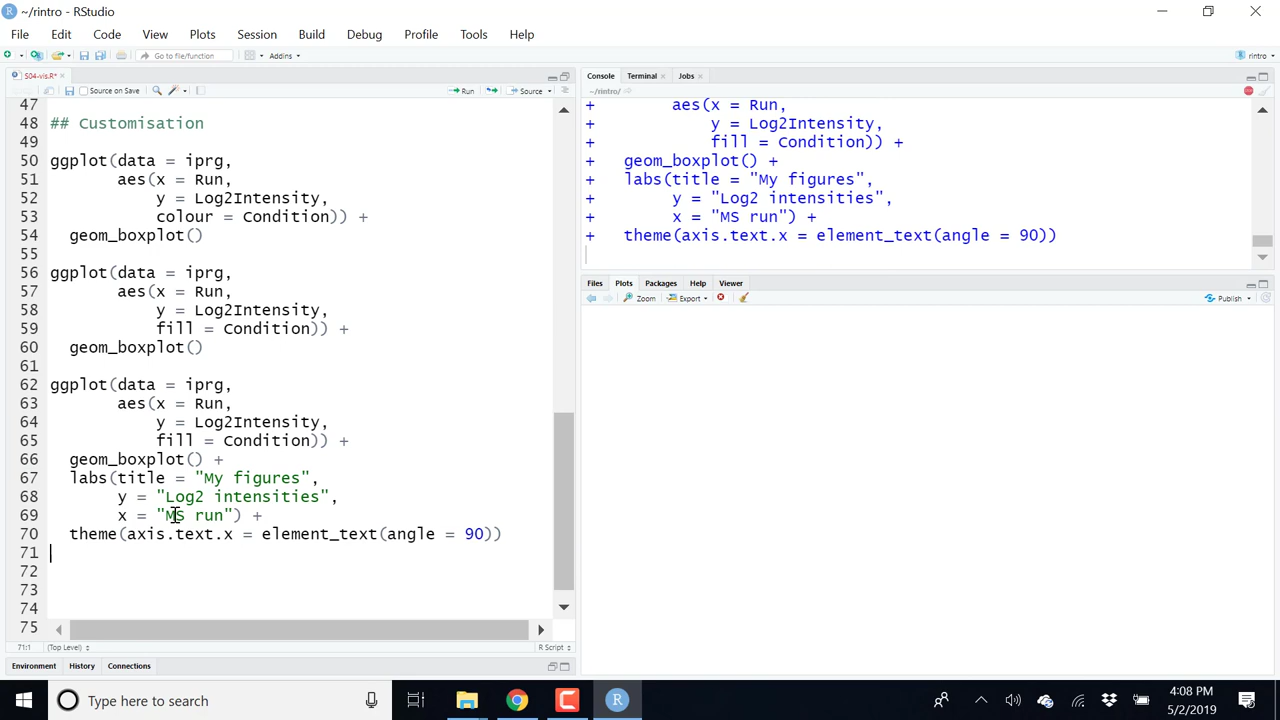 ~/rintro - RStudio
File Edit Code View Plots Session Build Debug Profile Tools Help
Go to file/function Addins rintro
S04-vis.R*
Source on Save Run Source
47
48 ## Customisation
49
50 ggplot(data = iprg,
51 aes(x = Run,
52 y = Log2Intensity,
53 colour = Condition)) +
54 geom_boxplot()
55
56 ggplot(data = iprg,
57 aes(x = Run,
58 y = Log2Intensity,
59 fill = Condition)) +
60 geom_boxplot()
61
62 ggplot(data = iprg,
63 aes(x = Run,
64 y = Log2Intensity,
65 fill = Condition)) +
66 geom_boxplot() +
67 labs(title = "My figures",
68 y = "Log2 intensities",
69 x = "MS run") +
70 theme(axis.text.x = element_text(angle = 90))
71
72
73
74
75
71:1 (Top Level) R Script
Environment History Connections
Console Terminal Jobs
~/rintro/
+ aes(x = Run,
+ y = Log2Intensity,
+ fill = Condition)) +
+ geom_boxplot() +
+ labs(title = "My figures",
+ y = "Log2 intensities",
+ x = "MS run") +
+ theme(axis.text.x = element_text(angle = 90))
Files Plots Packages Help Viewer
Zoom Export Publish
Type here to search
4:08 PM
5/2/2019